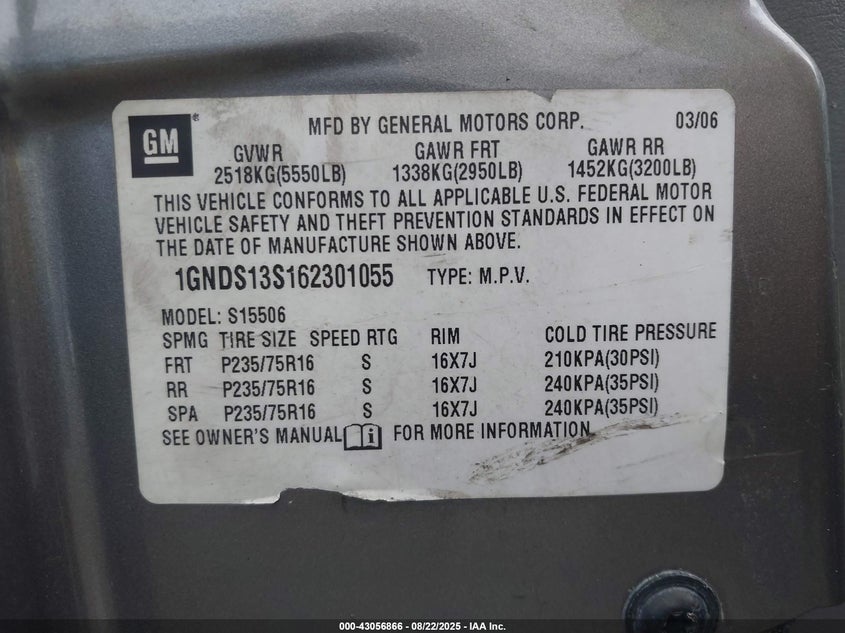 GM
MFD BY GENERAL MOTORS CORP. 03/06
GVWR GAWR FRT GAWR RR
2518KG(5550LB) 1338KG(2950LB) 1452KG(3200LB)
THIS VEHICLE CONFORMS TO ALL APPLICABLE U.S. FEDERAL MOTOR
VEHICLE SAFETY AND THEFT PREVENTION STANDARDS IN EFFECT ON
THE DATE OF MANUFACTURE SHOWN ABOVE.
1GNDS13S162301055 TYPE: M.P.V.
MODEL: S15506
SPMG TIRE SIZE SPEED RTG RIM COLD TIRE PRESSURE
FRT P235/75R16 S 16X7J 210KPA(30PSI)
RR P235/75R16 S 16X7J 240KPA(35PSI)
SPA P235/75R16 S 16X7J 240KPA(35PSI)
SEE OWNER'S MANUAL FOR MORE INFORMATION
000-43056866 - 08/22/2025 - IAA Inc.